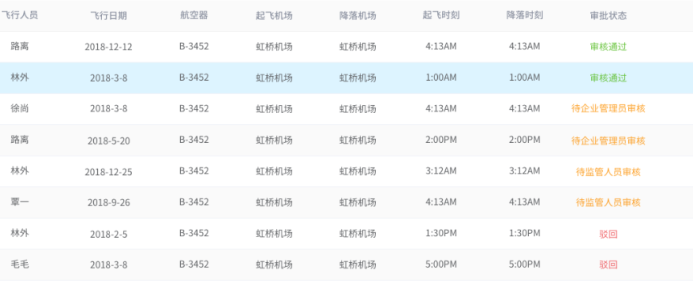 飞行人员 飞行日期 航空器 起飞机场 降落机场 起飞时刻 降落时刻 审批状态
路离 2018-12-12 B-3452 虹桥机场 虹桥机场 4:13AM 4:13AM 审核通过
林外 2018-3-8 B-3452 虹桥机场 虹桥机场 1:00AM 1:00AM 审核通过
徐尚 2018-3-8 B-3452 虹桥机场 虹桥机场 4:13AM 4:13AM 待企业管理员审核
路离 2018-5-20 B-3452 虹桥机场 虹桥机场 2:00PM 2:00PM 待企业管理员审核
林外 2018-12-25 B-3452 虹桥机场 虹桥机场 3:12AM 3:12AM 待监管人员审核
覃一 2018-9-26 B-3452 虹桥机场 虹桥机场 4:13AM 4:13AM 待监管人员审核
林外 2018-2-5 B-3452 虹桥机场 虹桥机场 1:30PM 1:30PM 驳回
毛毛 2018-3-8 B-3452 虹桥机场 虹桥机场 5:00PM 5:00PM 驳回